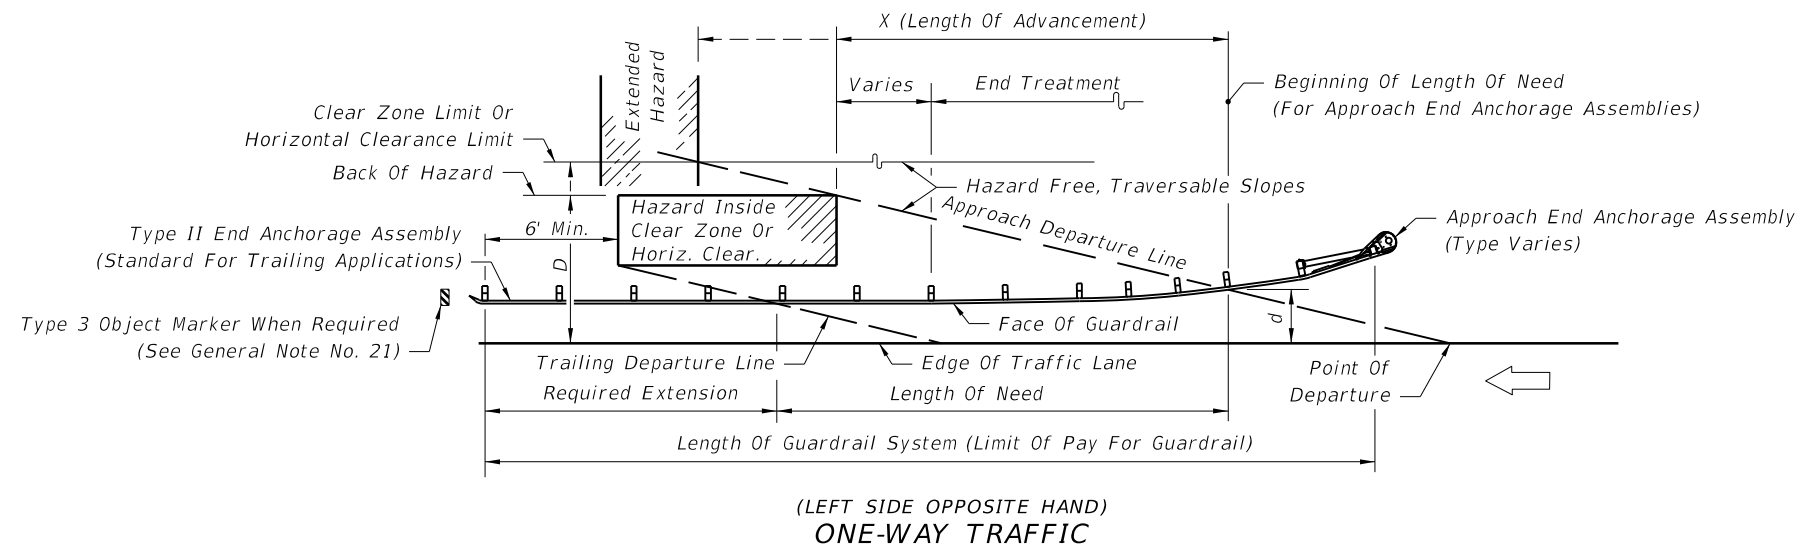 X (Length Of Advancement)
Extended
Hazard
Varies
End Treatment
Beginning Of Length Of Need
(For Approach End Anchorage Assemblies)
Clear Zone Limit Or
Horizontal Clearance Limit
Back Of Hazard
Hazard Free, Traversable Slopes
Hazard Inside
Clear Zone Or
Horiz. Clear.
Approach Departure Line
Approach End Anchorage Assembly
(Type Varies)
6' Min.
Type II End Anchorage Assembly
(Standard For Trailing Applications)
D
d
Type 3 Object Marker When Required
(See General Note No. 21)
Face Of Guardrail
Trailing Departure Line
Edge Of Traffic Lane
Point Of
Departure
Required Extension
Length Of Need
Length Of Guardrail System (Limit Of Pay For Guardrail)
(LEFT SIDE OPPOSITE HAND)
ONE-WAY TRAFFIC